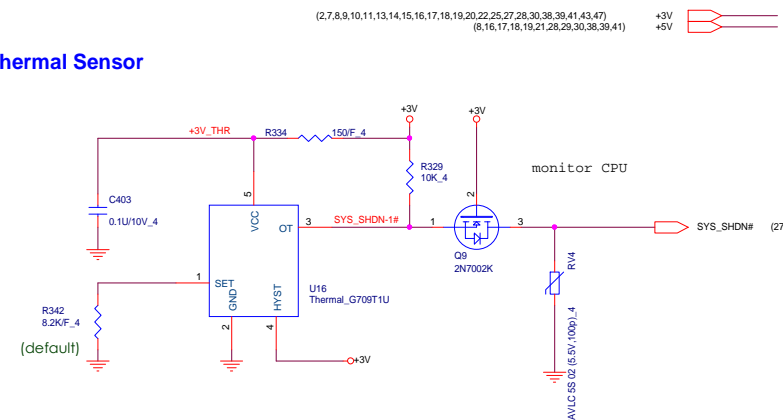 (2,7,8,9,10,11,13,14,15,16,17,18,19,20,22,25,27,28,30,38,39,41,43,47) +3V
(8,16,17,18,19,21,28,29,30,38,39,41) +5V
hermal Sensor
+3V +3V
+3V_THR R334 150/F_4
R329
10K_4
monitor CPU
C403
0.1U/10V_4
5
VCC
OT
3
SYS_SHDN-1#
1
2
3
SYS_SHDN# (27
Q9
2N7002K
RV4
AVLC 5S 02 (5.5V,100p)_4
1
SET
GND
HYST
U16
Thermal_G709T1U
2
4
R342
8.2K/F_4
(default)
+3V